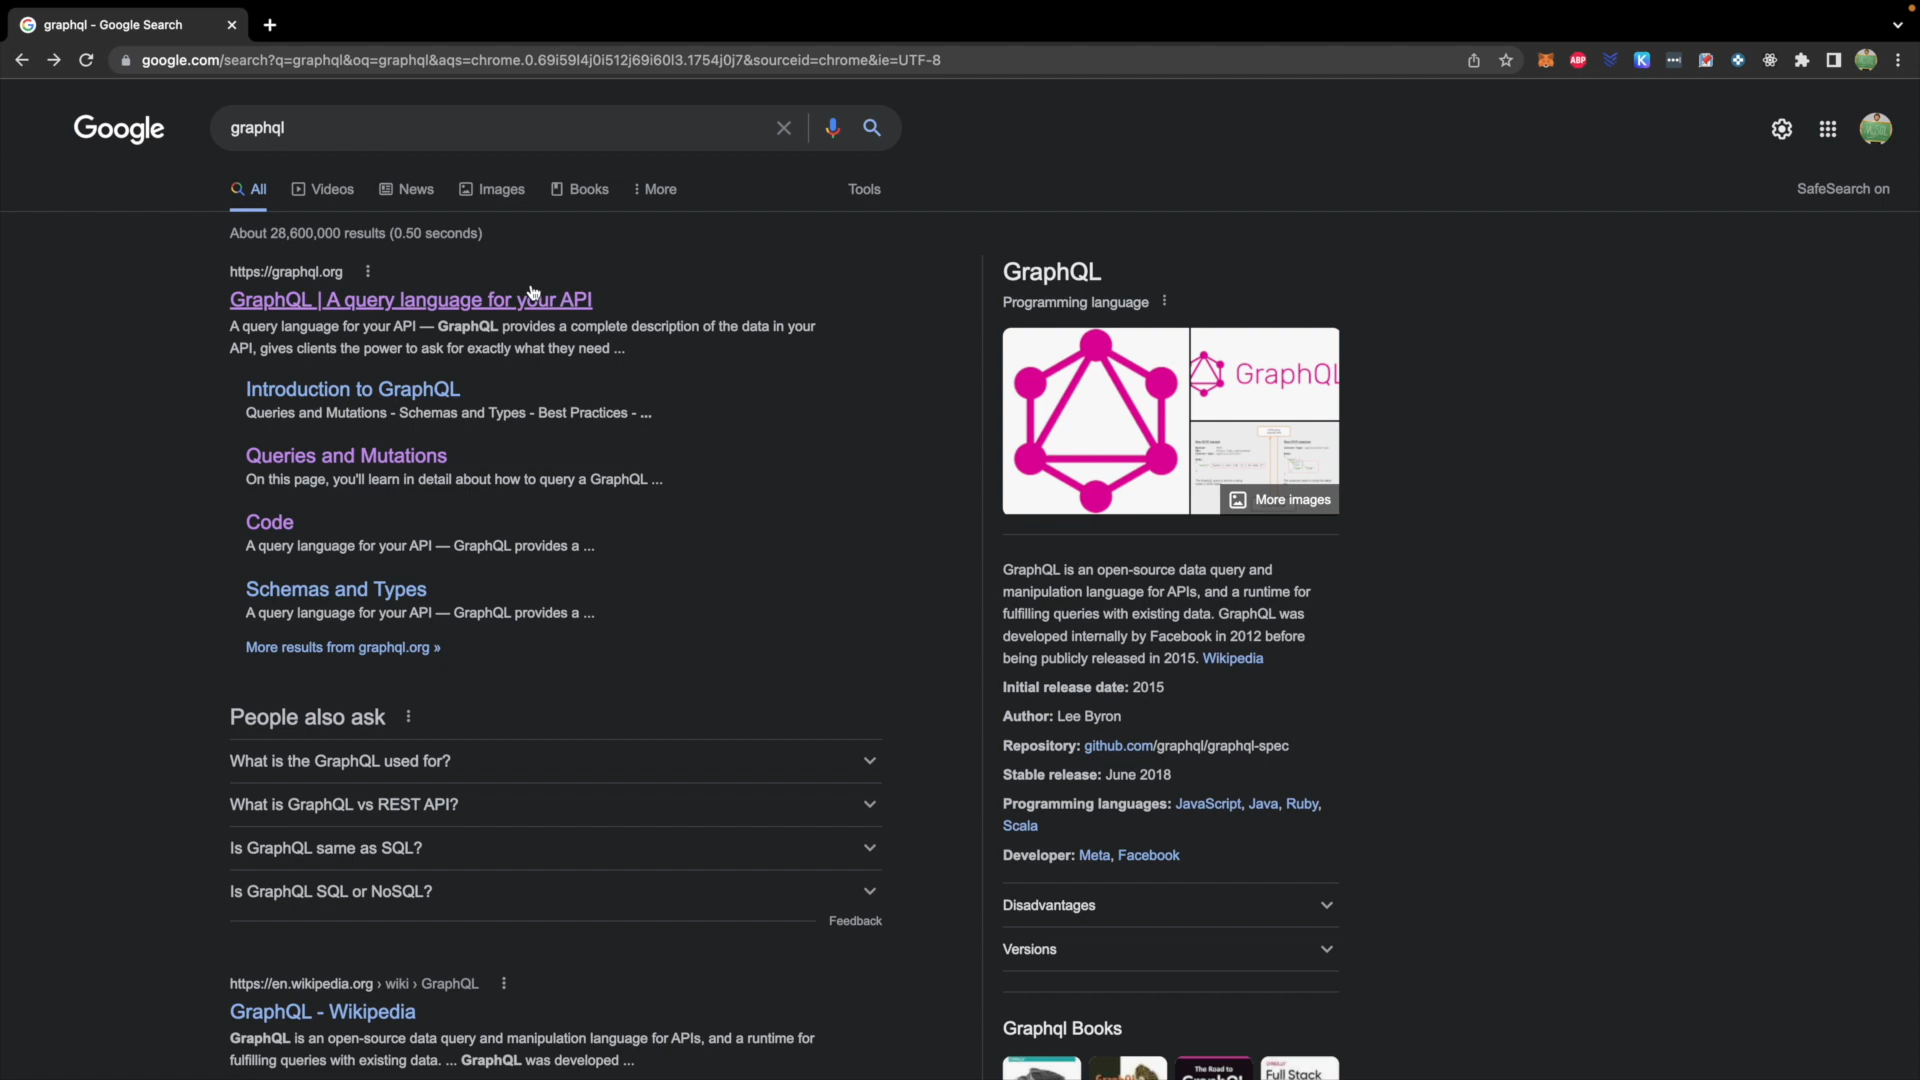 graphql - Google Search
google.com/search?q=graphql&oq=graphql&aqs=chrome.0.69i59l4j0i512j69i60l3.1754j0j7&sourceid=chrome&ie=UTF-8
ABP
K
Google
graphql
All
Videos
News
Images
Books
More
Tools
SafeSearch on
About 28,600,000 results (0.50 seconds)
https://graphql.org
GraphQL | A query language for your API
A query language for your API — GraphQL provides a complete description of the data in your
API, gives clients the power to ask for exactly what they need ...
Introduction to GraphQL
Queries and Mutations - Schemas and Types - Best Practices - ...
Queries and Mutations
On this page, you'll learn in detail about how to query a GraphQL ...
Code
A query language for your API — GraphQL provides a ...
Schemas and Types
A query language for your API — GraphQL provides a ...
More results from graphql.org »
People also ask
What is the GraphQL used for?
What is GraphQL vs REST API?
Is GraphQL same as SQL?
Is GraphQL SQL or NoSQL?
Feedback
https://en.wikipedia.org › wiki › GraphQL
GraphQL - Wikipedia
GraphQL is an open-source data query and manipulation language for APIs, and a runtime for
fulfilling queries with existing data. ... GraphQL was developed ...
GraphQL
Programming language
GraphQL
More images
GraphQL is an open-source data query and
manipulation language for APIs, and a runtime for
fulfilling queries with existing data. GraphQL was
developed internally by Facebook in 2012 before
being publicly released in 2015. Wikipedia
Initial release date: 2015
Author: Lee Byron
Repository: github.com/graphql/graphql-spec
Stable release: June 2018
Programming languages: JavaScript, Java, Ruby,
Scala
Developer: Meta, Facebook
Disadvantages
Versions
Graphql Books
The Road to
GraphQL
Full Stack